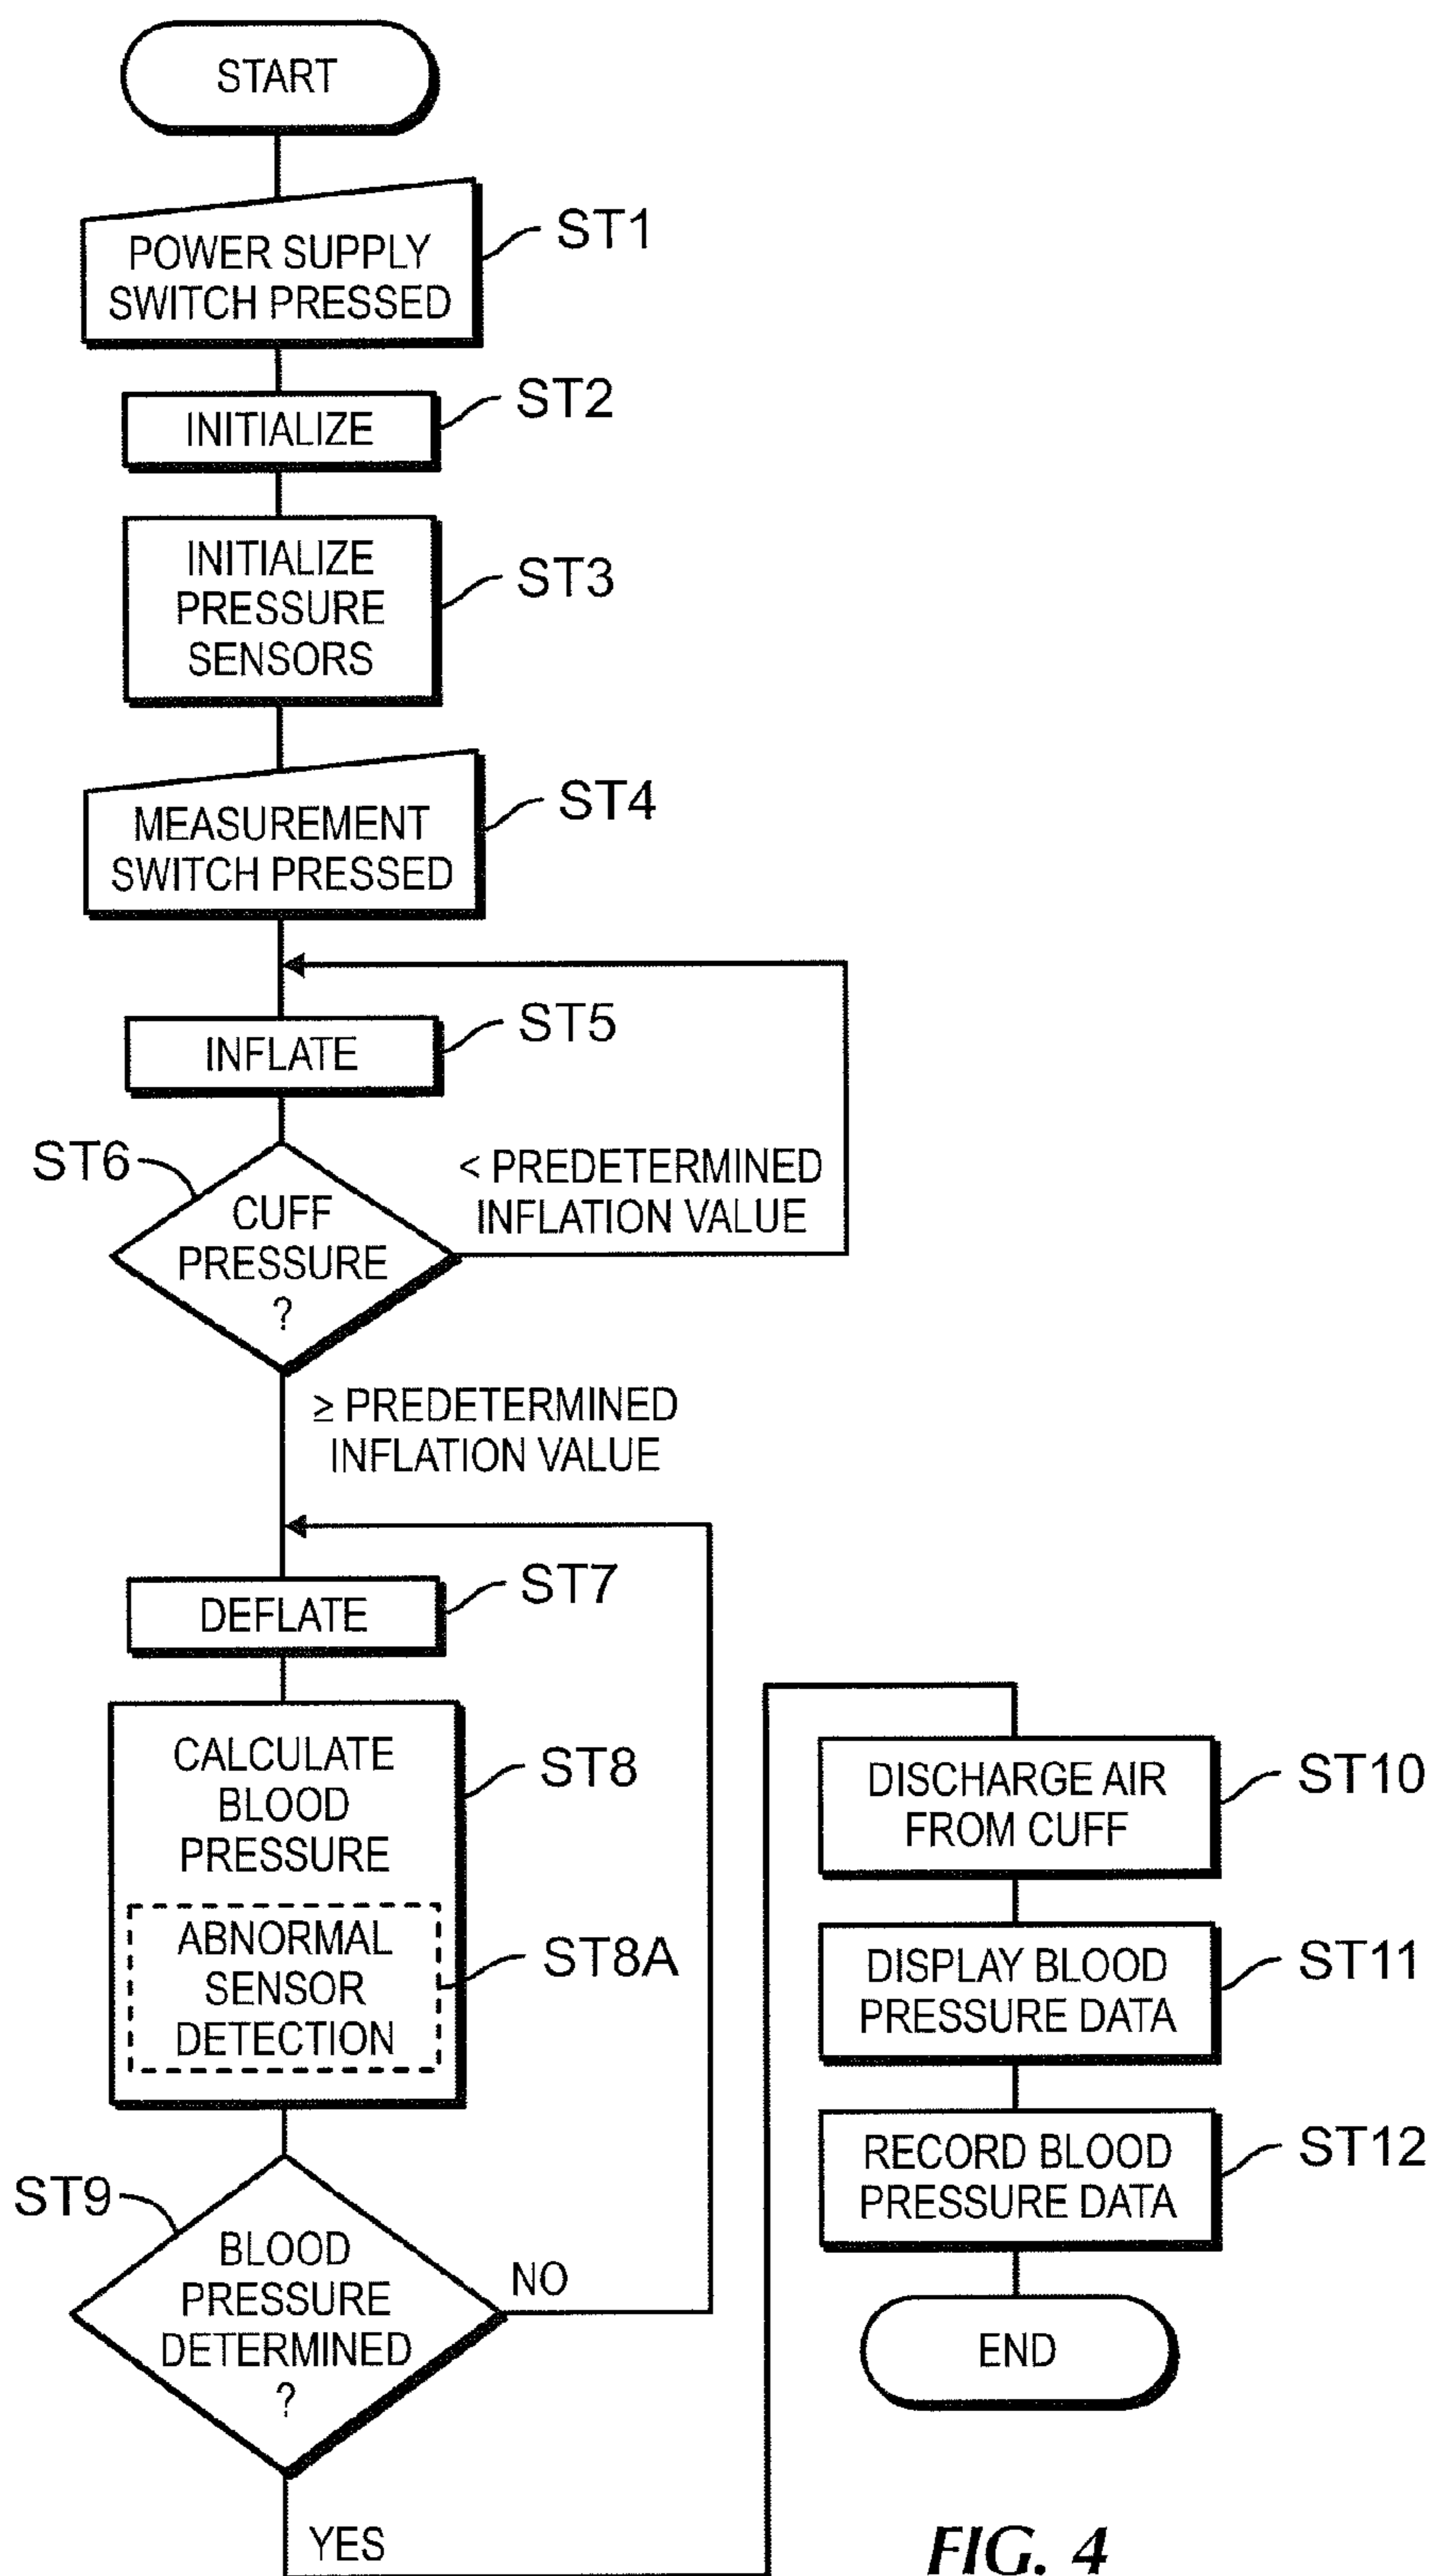 START
POWER SUPPLY
SWITCH PRESSED
ST1
INITIALIZE
ST2
INITIALIZE
PRESSURE
SENSORS
ST3
MEASUREMENT
SWITCH PRESSED
ST4
INFLATE
ST5
ST6
CUFF
PRESSURE
?
< PREDETERMINED
INFLATION VALUE
≥ PREDETERMINED
INFLATION VALUE
DEFLATE
ST7
CALCULATE
BLOOD
PRESSURE
ST8
ABNORMAL
SENSOR
DETECTION
ST8A
ST9
BLOOD
PRESSURE
DETERMINED
?
NO
YES
DISCHARGE AIR
FROM CUFF
ST10
DISPLAY BLOOD
PRESSURE DATA
ST11
RECORD BLOOD
PRESSURE DATA
ST12
END
FIG. 4